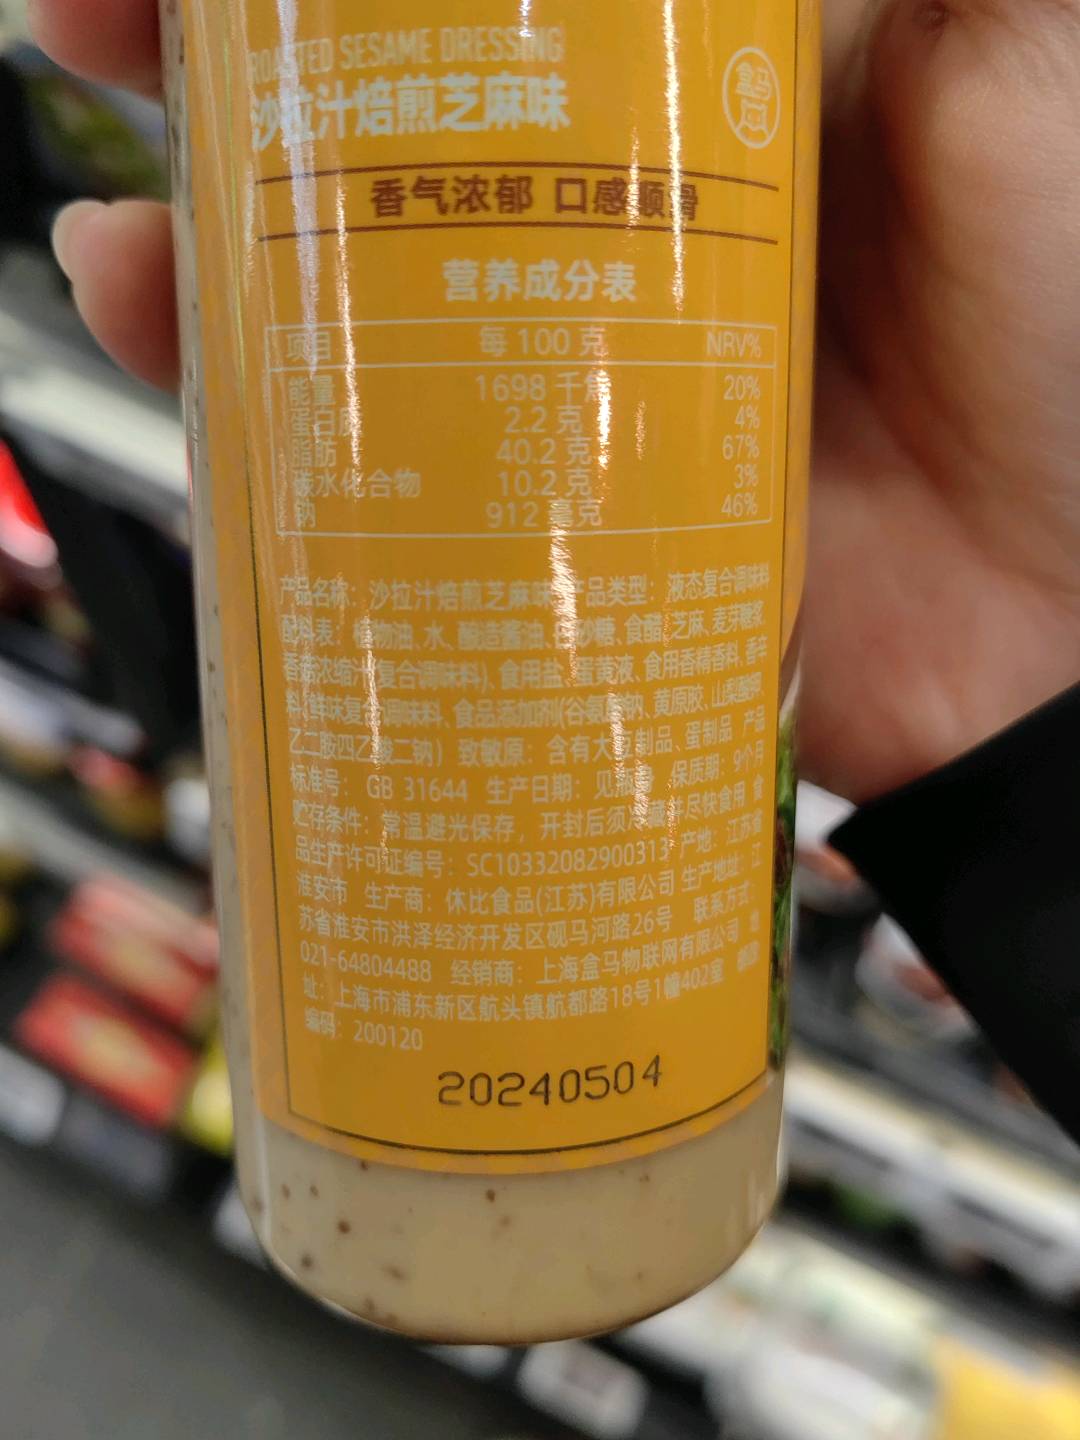 ROASTED SESAME DRESSING
沙拉汁焙煎芝麻味
盒马
香气浓郁 口感顺滑
营养成分表
项目 每 100 克 NRV%
能量 1698 千焦 20%
蛋白质 2.2 克 4%
脂肪 40.2 克 67%
碳水化合物 10.2 克 3%
钠 912 毫克 46%
产品名称：沙拉汁焙煎芝麻味 产品类型：液态复合调味料
配料表：植物油、水、酿造酱油、白砂糖、食醋、芝麻、麦芽糖浆、
香菇浓缩汁(复合调味料)、食用盐、蛋黄液、食用香精香料、香辛
料、鲜味复合调味料、食品添加剂(谷氨酸钠、黄原胶、山梨酸钾、
乙二胺四乙酸二钠) 致敏原：含有大豆制品、蛋制品 产品
标准号：GB 31644 生产日期：见瓶身 保质期：9个月
贮存条件：常温避光保存，开封后须冷藏并尽快食用 食
品生产许可证编号：SC10332082900313 产地：江苏省
淮安市 生产商：休比食品(江苏)有限公司 生产地址：江
苏省淮安市洪泽经济开发区砚马河路26号 联系方式：
021-64804488 经销商：上海盒马物联网有限公司 地
址：上海市浦东新区航头镇航都路18号1幢402室 邮政
编码：200120
20240504